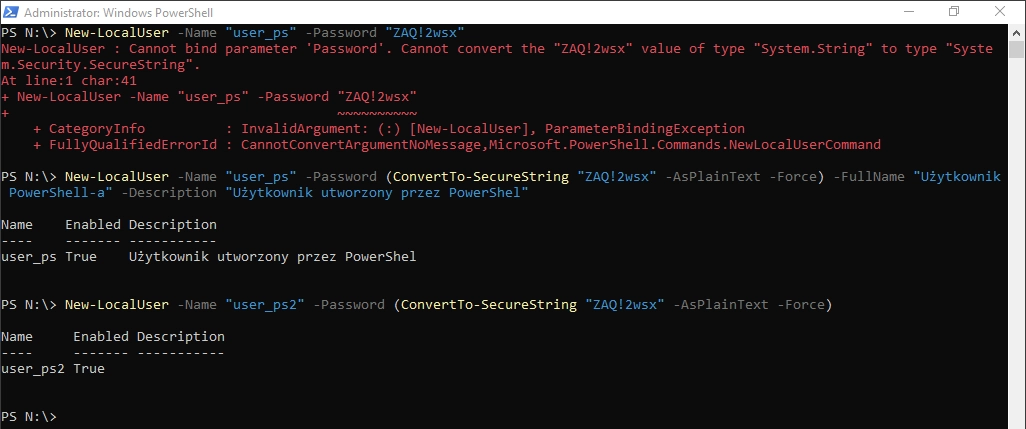 Administrator: Windows PowerShell
PS N:\> New-LocalUser -Name "user_ps" -Password "ZAQ!2wsx"
New-LocalUser : Cannot bind parameter 'Password'. Cannot convert the "ZAQ!2wsx" value of type "System.String" to type "Syste
m.Security.SecureString".
At line:1 char:41
+ New-LocalUser -Name "user_ps" -Password "ZAQ!2wsx"
+                                         ~~~~~~~~~~
    + CategoryInfo          : InvalidArgument: (:) [New-LocalUser], ParameterBindingException
    + FullyQualifiedErrorId : CannotConvertArgumentNoMessage,Microsoft.PowerShell.Commands.NewLocalUserCommand
PS N:\> New-LocalUser -Name "user_ps" -Password (ConvertTo-SecureString "ZAQ!2wsx" -AsPlainText -Force) -FullName "Użytkownik
 PowerShell-a" -Description "Użytkownik utworzony przez PowerShel"
Name    Enabled Description
----    ------- -----------
user_ps True    Użytkownik utworzony przez PowerShel
PS N:\> New-LocalUser -Name "user_ps2" -Password (ConvertTo-SecureString "ZAQ!2wsx" -AsPlainText -Force)
Name     Enabled Description
----     ------- -----------
user_ps2 True
PS N:\>